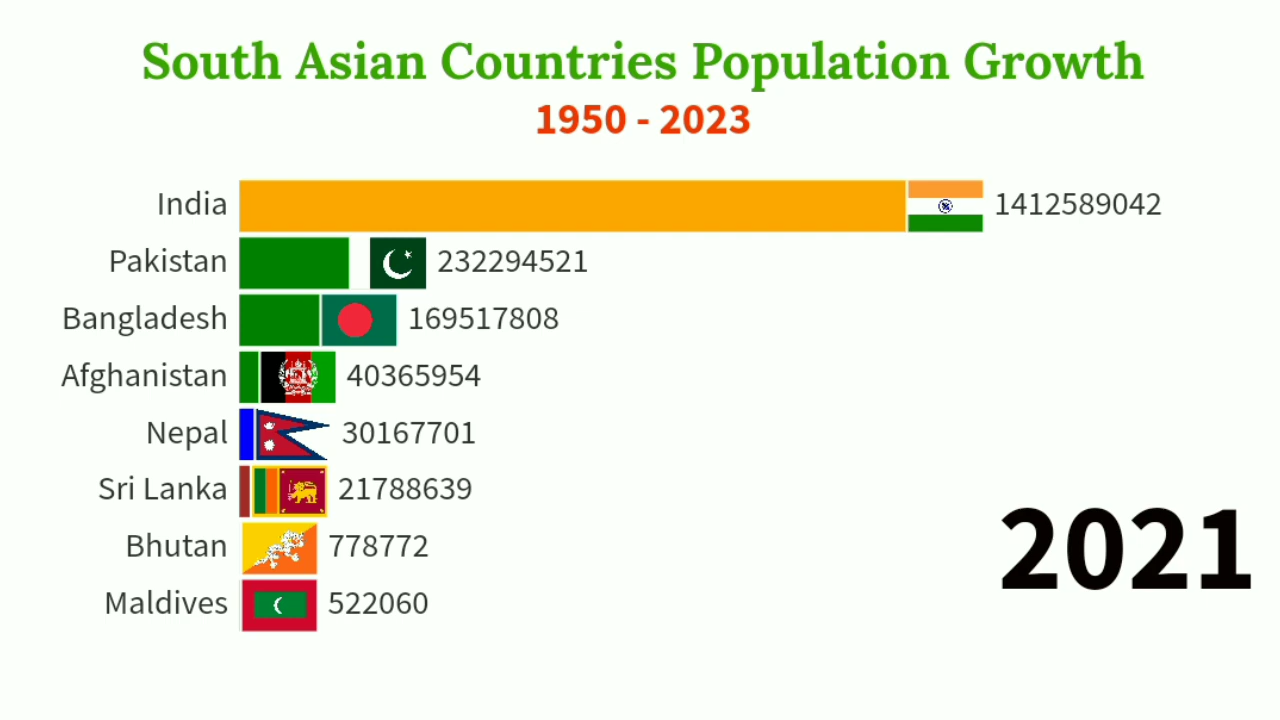 South Asian Countries Population Growth
1950 - 2023
India 1412589042
Pakistan 232294521
Bangladesh 169517808
Afghanistan 40365954
Nepal 30167701
Sri Lanka 21788639
Bhutan 778772
Maldives 522060
2021